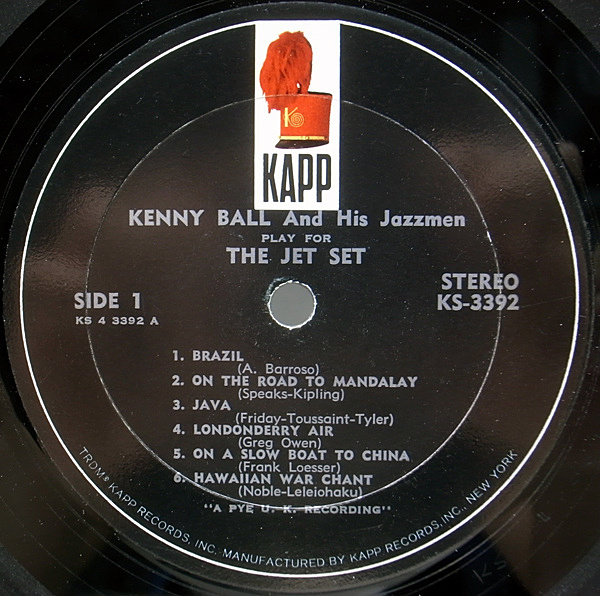 K
KAPP
KENNY BALL And His Jazzmen
PLAY FOR
THE JET SET
STEREO
SIDE 1
KS-3392
KS 4 3392 A
1. BRAZIL
(A. Barroso)
2. ON THE ROAD TO MANDALAY
(Speaks-Kipling)
3. JAVA
(Friday-Toussaint-Tyler)
4. LONDONDERRY AIR
(Greg Owen)
5. ON A SLOW BOAT TO CHINA
(Frank Loesser)
6. HAWAIIAN WAR CHANT
(Noble-Leleiohaku)
"A PYE U. K. RECORDING"
TRDM® KAPP RECORDS, INC. MANUFACTURED BY KAPP RECORDS, INC., NEW YORK